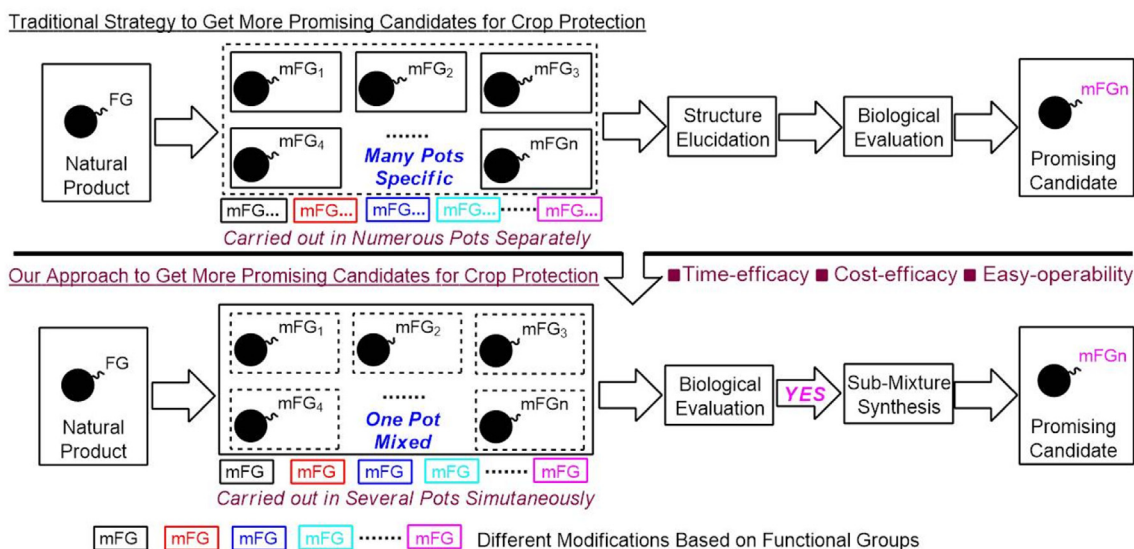 Traditional Strategy to Get More Promising Candidates for Crop Protection
FG
Natural
Product
mFG1
mFG2
mFG3
mFG4
.......
Many Pots
Specific
mFGn
mFG... mFG... mFG... mFG... ...... mFG...
Carried out in Numerous Pots Separately
Structure
Elucidation
Biological
Evaluation
mFGn
Promising
Candidate
Our Approach to Get More Promising Candidates for Crop Protection
■Time-efficacy ■ Cost-efficacy ■ Easy-operability
FG
Natural
Product
mFG1
mFG2
mFG3
mFG4
.......
One Pot
Mixed
mFGn
mFG mFG mFG mFG ....... mFG
Carried out in Several Pots Simutaneously
Biological
Evaluation
YES
Sub-Mixture
Synthesis
mFGn
Promising
Candidate
mFG mFG mFG mFG ....... mFG Different Modifications Based on Functional Groups